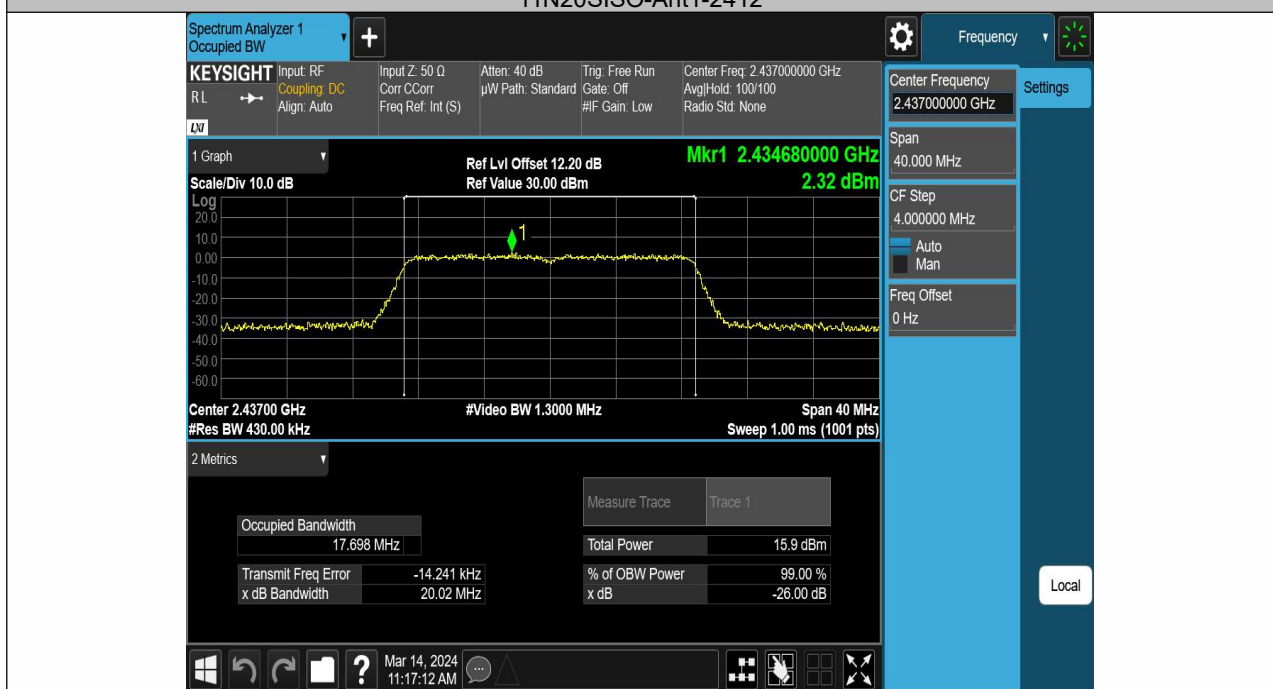 11N20SISO-Ant1-2412
Spectrum Analyzer 1
Occupied BW
+
Frequency
KEYSIGHT
Input: RF
Coupling: DC
Align: Auto
Input Z: 50 Ω
Corr CCorr
Freq Ref: Int (S)
Atten: 40 dB
µW Path: Standard
Trig: Free Run
Gate: Off
#IF Gain: Low
Center Freq: 2.437000000 GHz
Avg|Hold: 100/100
Radio Std: None
RL
LXI
Center Frequency
2.437000000 GHz
Settings
Span
40.000 MHz
CF Step
4.000000 MHz
Auto
Man
Freq Offset
0 Hz
1 Graph
Scale/Div 10.0 dB
Ref Lvl Offset 12.20 dB
Ref Value 30.00 dBm
Mkr1 2.434680000 GHz
2.32 dBm
Log
20.0
10.0
0.00
-10.0
-20.0
-30.0
-40.0
-50.0
-60.0
1
Center 2.43700 GHz
#Res BW 430.00 kHz
#Video BW 1.3000 MHz
Span 40 MHz
Sweep 1.00 ms (1001 pts)
2 Metrics
Measure Trace Trace 1
Occupied Bandwidth
17.698 MHz
Total Power 15.9 dBm
Transmit Freq Error -14.241 kHz
x dB Bandwidth 20.02 MHz
% of OBW Power 99.00 %
x dB -26.00 dB
Local
?
Mar 14, 2024
11:17:12 AM